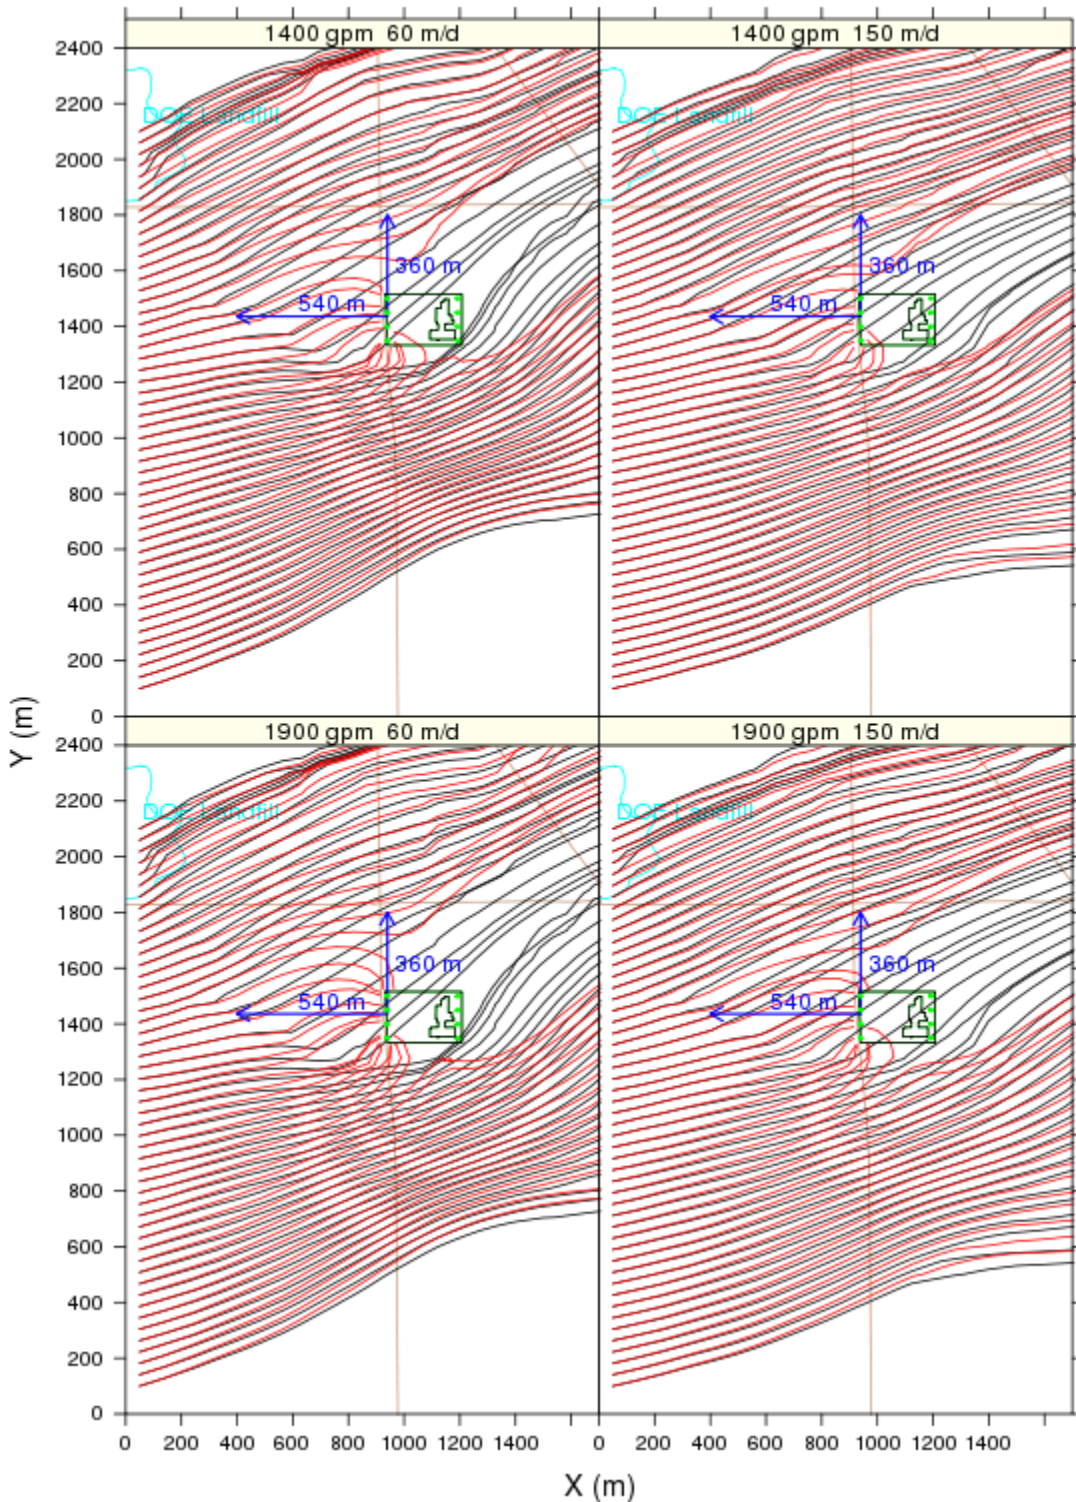 1400 gpm 60 m/d
1400 gpm 150 m/d
2400
2200
2000
1800
1600
1400
1200
1000
800
600
400
200
0
DOE Landfill
360 m
540 m
DOE Landfill
360 m
540 m
Y (m)
1900 gpm 60 m/d
1900 gpm 150 m/d
2400
2200
2000
1800
1600
1400
1200
1000
800
600
400
200
0
DOE Landfill
360 m
540 m
DOE Landfill
360 m
540 m
0 200 400 600 800 1000 1200 1400
0 200 400 600 800 1000 1200 1400
X (m)